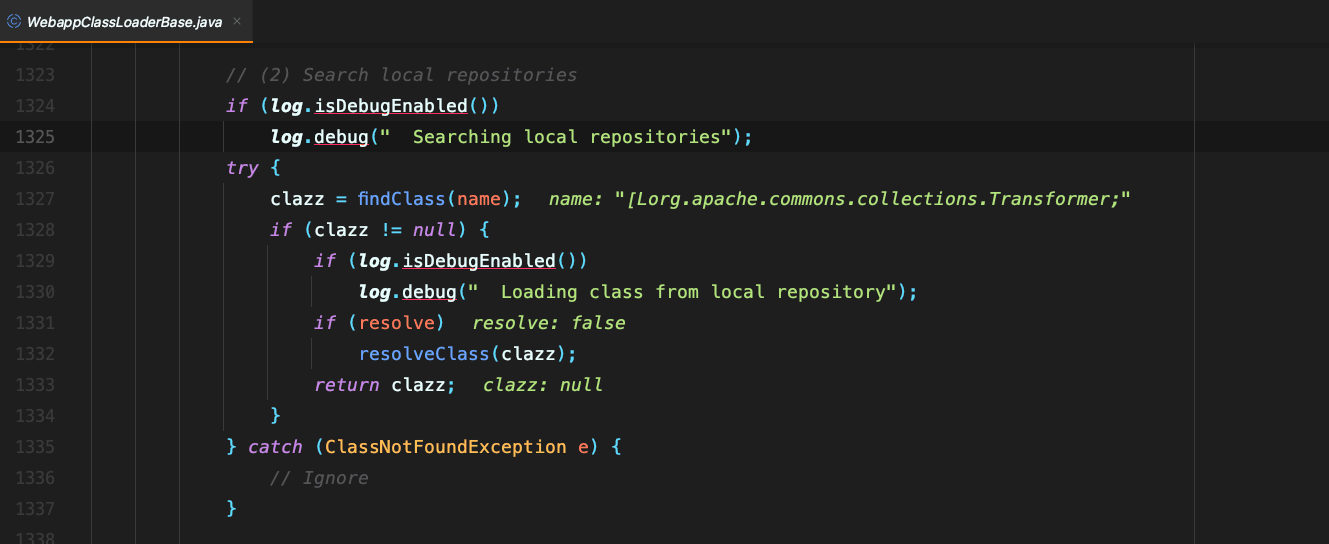 WebappClassLoaderBase.java ×
1322
1323 // (2) Search local repositories
1324 if (log.isDebugEnabled())
1325 log.debug("  Searching local repositories");
1326 try {
1327 clazz = findClass(name);  name: "[Lorg.apache.commons.collections.Transformer;"
1328 if (clazz != null) {
1329 if (log.isDebugEnabled())
1330 log.debug("  Loading class from local repository");
1331 if (resolve)  resolve: false
1332 resolveClass(clazz);
1333 return clazz;  clazz: null
1334 }
1335 } catch (ClassNotFoundException e) {
1336 // Ignore
1337 }
1338